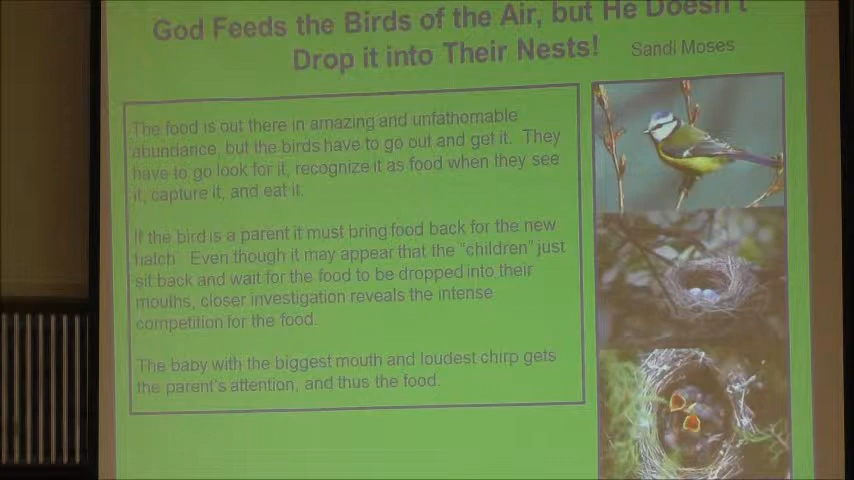 God Feeds the Birds of the Air, but He Doesn't
Drop it into Their Nests!
Sandi Moses
The food is out there in amazing and unfathomable
abundance, but the birds have to go out and get it. They
have to go look for it, recognize it as food when they see
it, capture it, and eat it.
If the bird is a parent it must bring food back for the new
hatch. Even though it may appear that the "children" just
sit back and wait for the food to be dropped into their
mouths, closer investigation reveals the intense
competition for the food.
The baby with the biggest mouth and loudest chirp gets
the parent's attention, and thus the food.